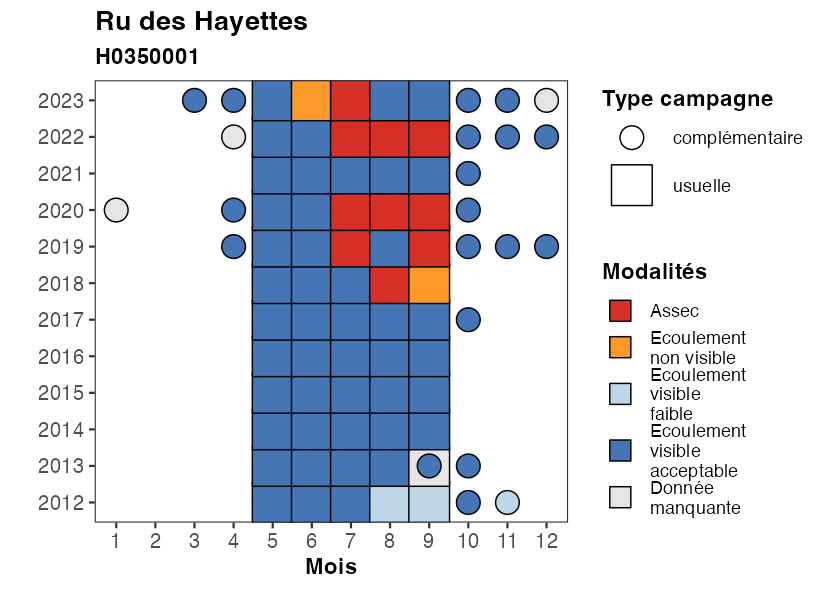 Ru des Hayettes
H0350001
2023
2022
2021
2020
2019
2018
2017
2016
2015
2014
2013
2012
1 2 3 4 5 6 7 8 9 10 11 12
Mois
Type campagne
complémentaire
usuelle
Modalités
Assec
Ecoulement
non visible
Ecoulement
visible
faible
Ecoulement
visible
acceptable
Donnée
manquante